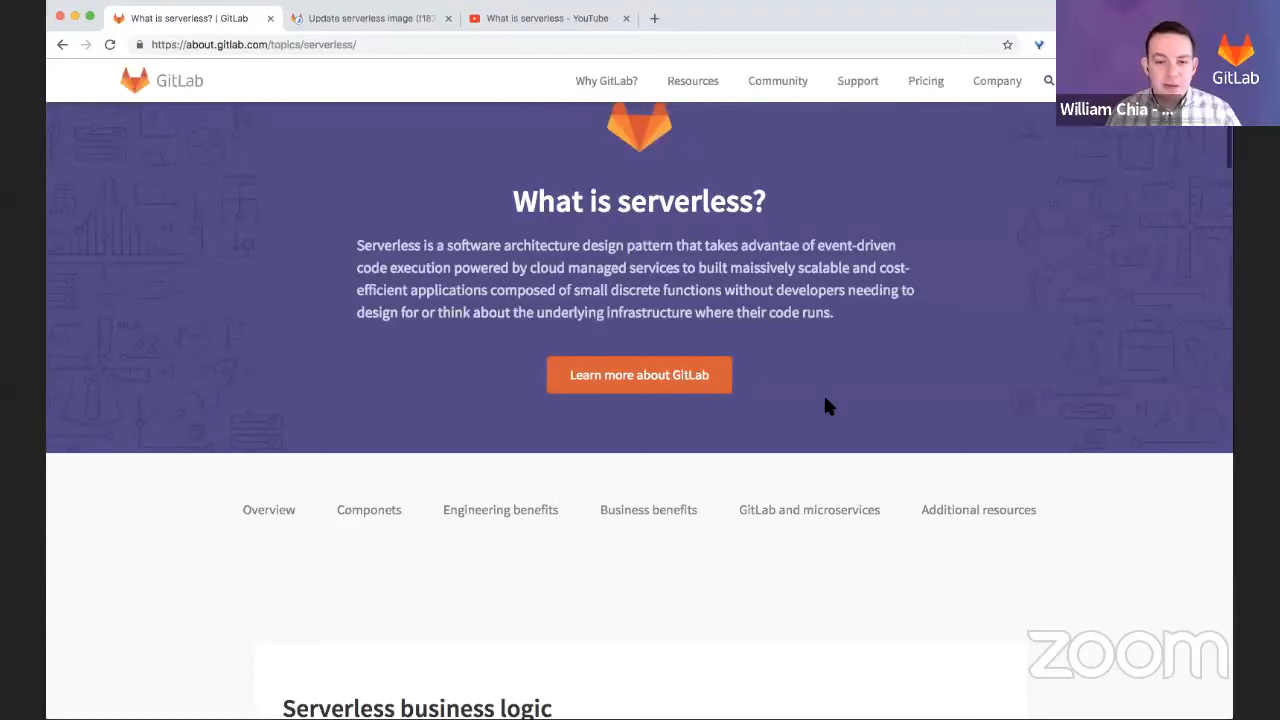 What is serverless? | GitLab
Update serverless image (!182
What is serverless - YouTube
https://about.gitlab.com/topics/serverless/
GitLab
Why GitLab?
Resources
Community
Support
Pricing
Company
GitLab
William Chia - ...
What is serverless?
Serverless is a software architecture design pattern that takes advantae of event-driven
code execution powered by cloud managed services to built maissively scalable and cost-
efficient applications composed of small discrete functions without developers needing to
design for or think about the underlying infrastructure where their code runs.
Learn more about GitLab
Overview
Componets
Engineering benefits
Business benefits
GitLab and microservices
Additional resources
zoom
Serverless business logic